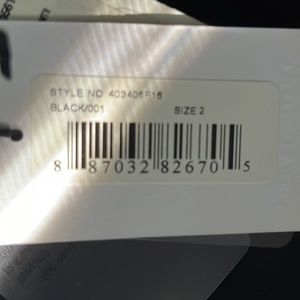 STYLE NO 403406F16
BLACK/001 SIZE 2
8 87032 82670 5